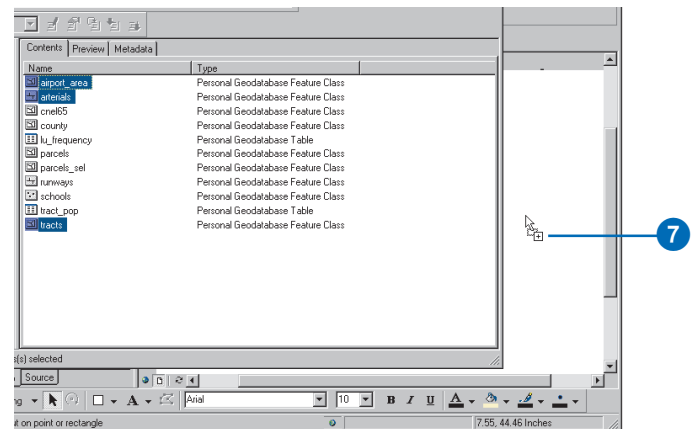 Contents Preview Metadata
Name Type
airport_area Personal Geodatabase Feature Class
arterials Personal Geodatabase Feature Class
cnel65 Personal Geodatabase Feature Class
county Personal Geodatabase Feature Class
lu_frequency Personal Geodatabase Table
parcels Personal Geodatabase Feature Class
parcels_sel Personal Geodatabase Feature Class
runways Personal Geodatabase Feature Class
schools Personal Geodatabase Feature Class
tract_pop Personal Geodatabase Table
tracts Personal Geodatabase Feature Class
7
(s) selected
Source
A Arial 10 B I U A
on point or rectangle 7.55, 44.46 Inches